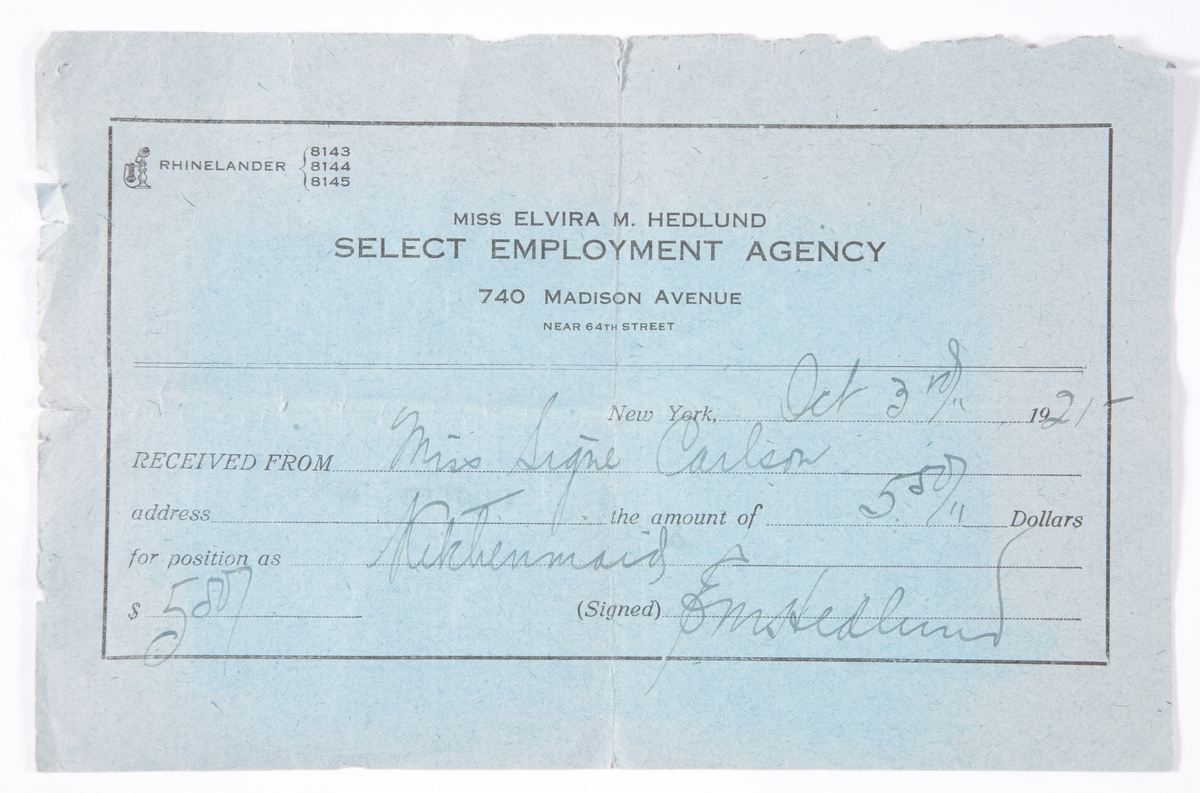 RHINELANDER { 8143
8144
8145
MISS ELVIRA M. HEDLUND
SELECT EMPLOYMENT AGENCY
740 MADISON AVENUE
NEAR 64TH STREET
New York, Oct 3rd 1921-
RECEIVED FROM Miss Signe Carlson
address the amount of 5. Dollars
for position as Kitchenmaid
$ 5 (Signed) E M Hedlund